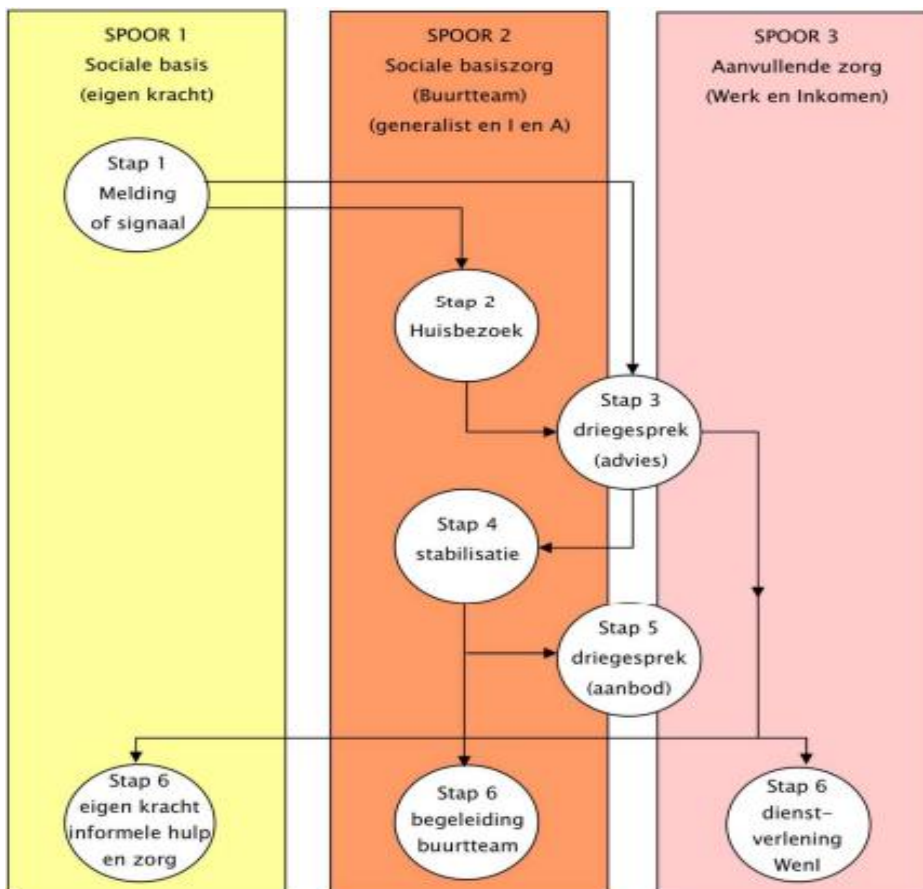 SPOOR 1
Sociale basis
(eigen kracht)
SPOOR 2
Sociale basiszorg
(Buurtteam)
(generalist en I en A)
SPOOR 3
Aanvullende zorg
(Werk en Inkomen)
Stap 1
Melding
of signaal
Stap 2
Huisbezoek
Stap 3
driegesprek
(advies)
Stap 4
stabilisatie
Stap 5
driegesprek
(aanbod)
Stap 6
eigen kracht
informele hulp
en zorg
Stap 6
begeleiding
buurtteam
Stap 6
dienst-
verlening
WenI